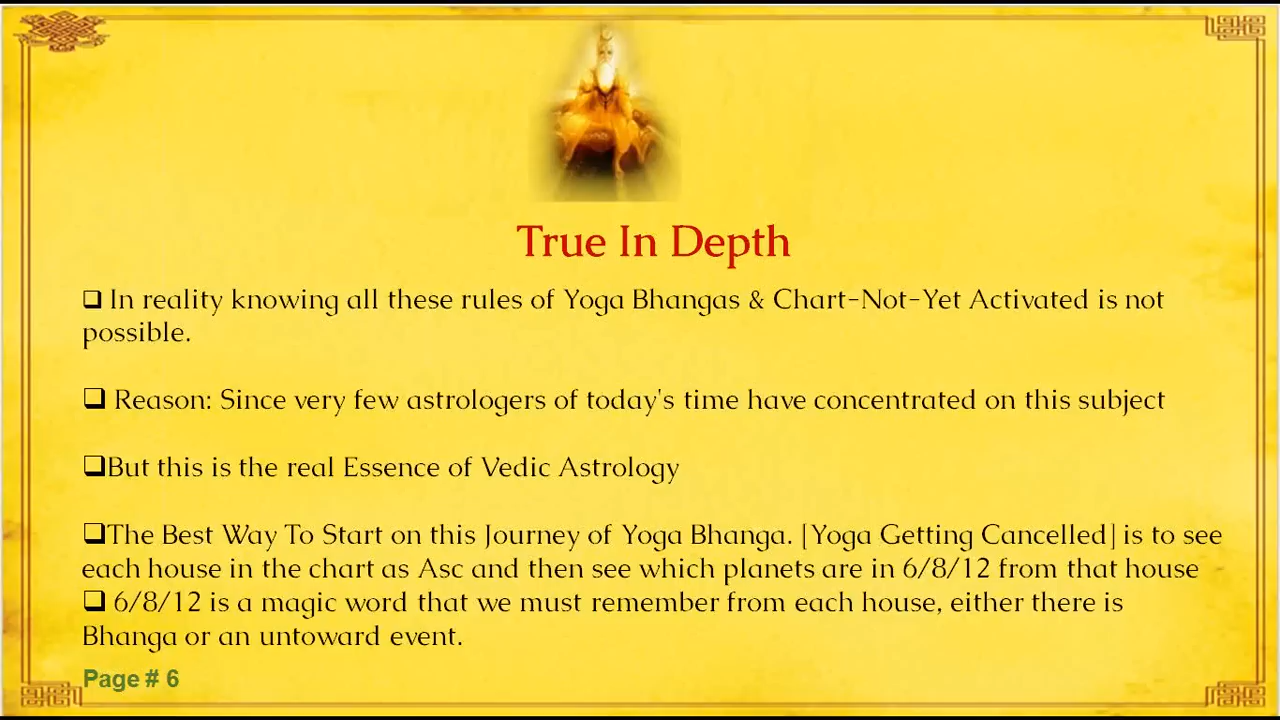 True In Depth
❑ In reality knowing all these rules of Yoga Bhangas & Chart-Not-Yet Activated is not
possible.
❑ Reason: Since very few astrologers of today's time have concentrated on this subject
❑But this is the real Essence of Vedic Astrology
❑The Best Way To Start on this Journey of Yoga Bhanga. [Yoga Getting Cancelled] is to see
each house in the chart as Asc and then see which planets are in 6/8/12 from that house
❑ 6/8/12 is a magic word that we must remember from each house, either there is
Bhanga or an untoward event.
Page # 6